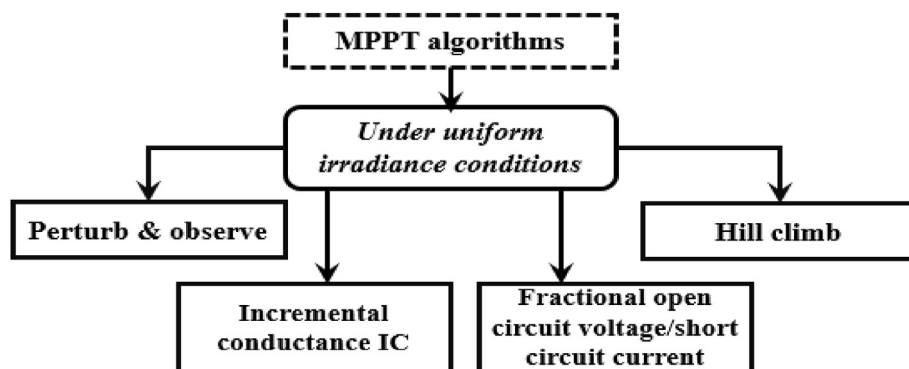 MPPT algorithms
Under uniform
irradiance conditions
Perturb & observe
Hill climb
Incremental
conductance IC
Fractional open
circuit voltage/short
circuit current